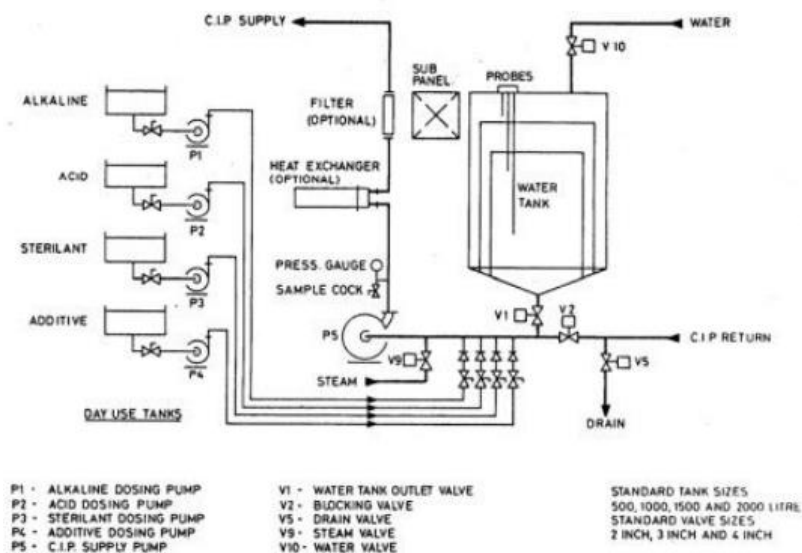 C.I.P. SUPPLY
WATER
V10
SUB
PANEL
PROBES
ALKALINE
FILTER
(OPTIONAL)
P1
ACID
HEAT EXCHANGER
(OPTIONAL)
WATER
TANK
P2
STERILANT
PRESS. GAUGE
SAMPLE COCK
P3
ADDITIVE
V1
V2
P5
C.I.P RETURN
P4
V9
V5
STEAM
DAY USE TANKS
DRAIN
P1 - ALKALINE DOSING PUMP
P2 - ACID DOSING PUMP
P3 - STERILANT DOSING PUMP
P4 - ADDITIVE DOSING PUMP
P5 - C.I.P. SUPPLY PUMP
V1 - WATER TANK OUTLET VALVE
V2 - BLOCKING VALVE
V5 - DRAIN VALVE
V9 - STEAM VALVE
V10 - WATER VALVE
STANDARD TANK SIZES
500, 1000, 1500 AND 2000 LITRE
STANDARD VALVE SIZES
2 INCH, 3 INCH AND 4 INCH